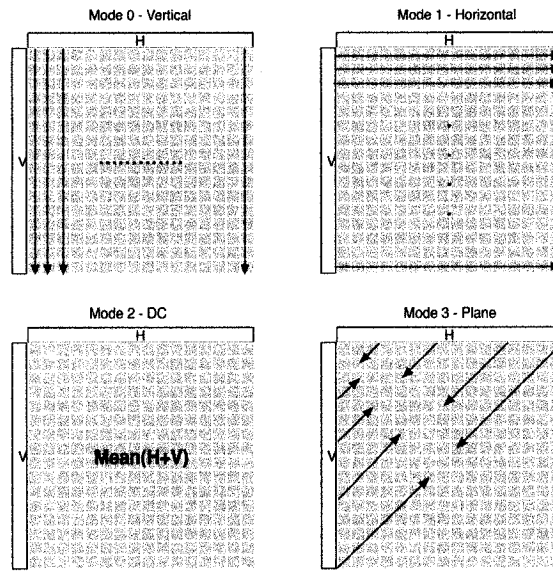 Mode 0 - Vertical
H
V
Mode 1 - Horizontal
H
V
Mode 2 - DC
H
V
Mean(H+V)
Mode 3 - Plane
H
V